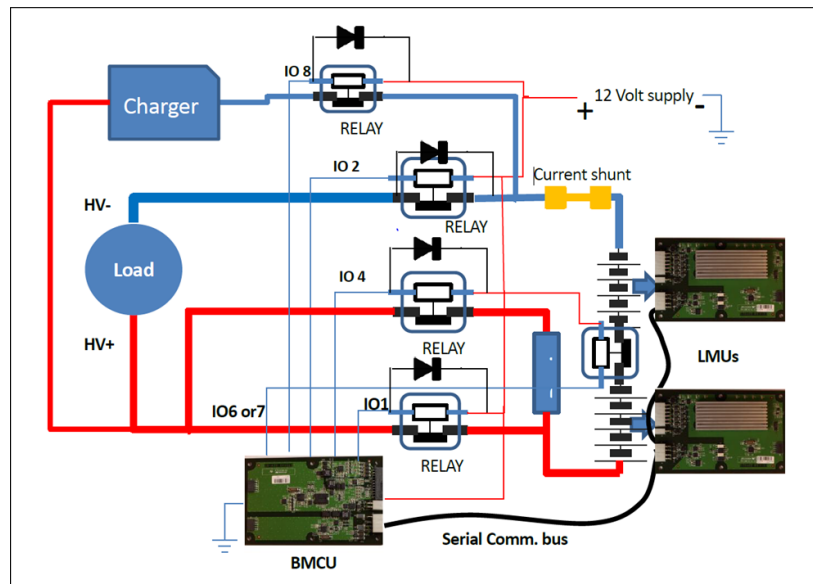 IO 8
Charger
12 Volt supply
+
-
RELAY
IO 2
Current shunt
HV-
RELAY
Load
IO 4
HV+
RELAY
LMUs
IO6 or7
IO1
RELAY
Serial Comm. bus
BMCU